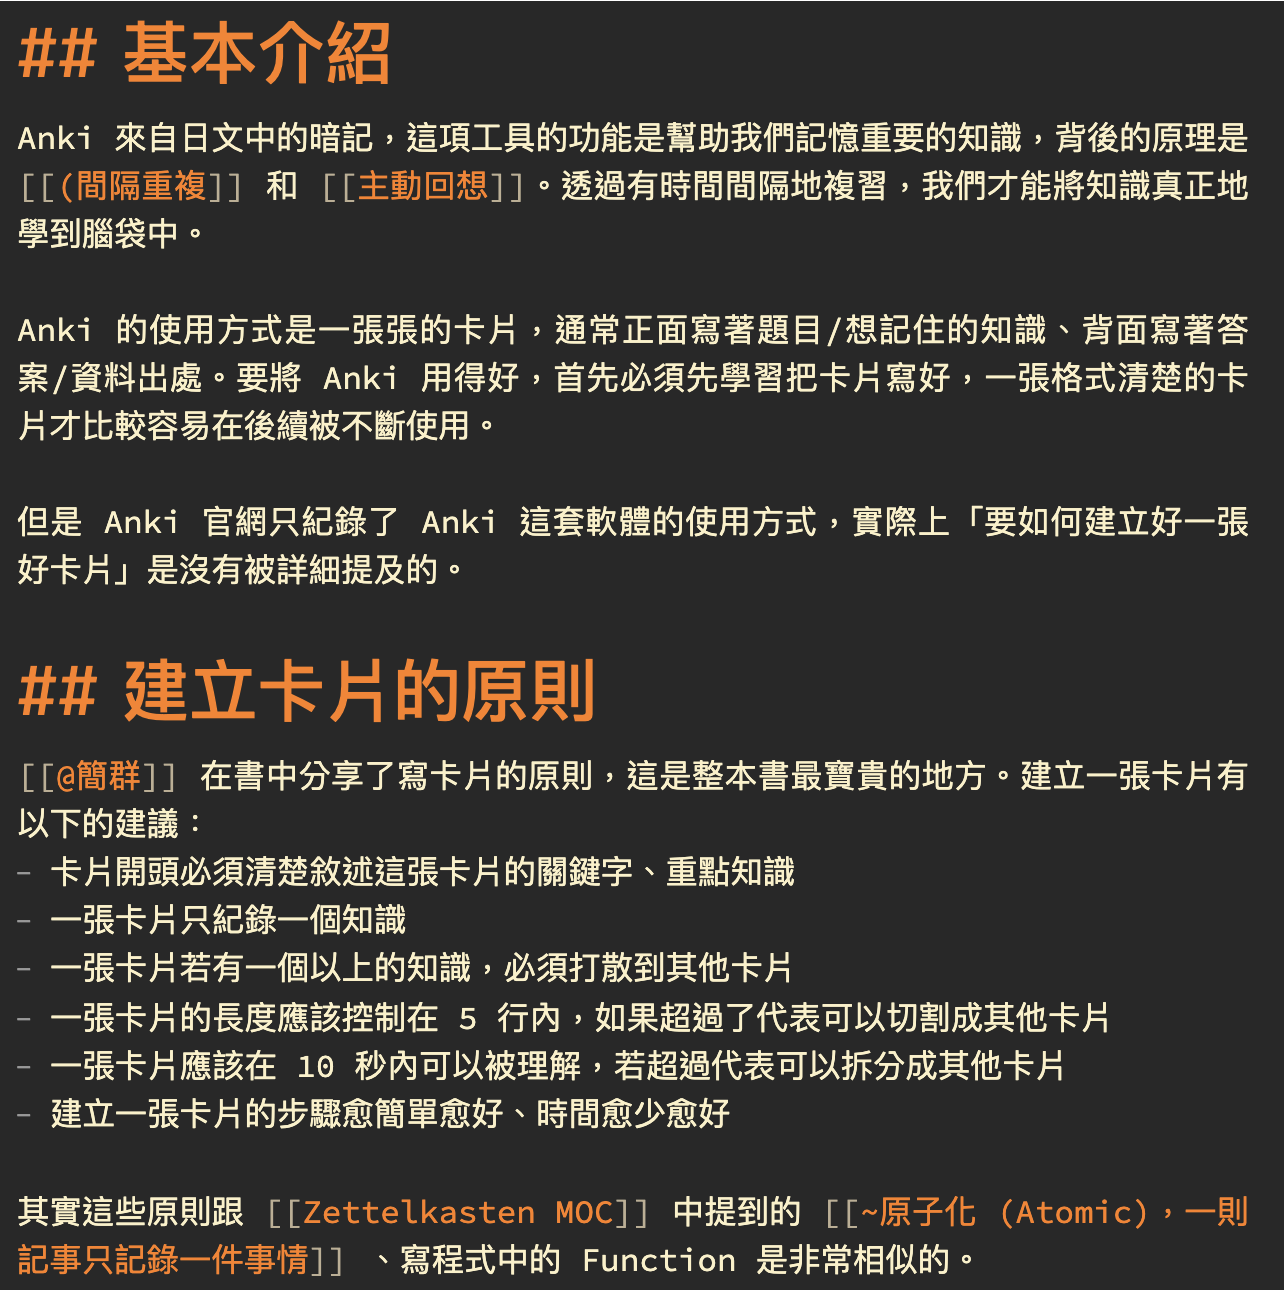 ## 基本介紹
Anki 來自日文中的暗記，這項工具的功能是幫助我們記憶重要的知識，背後的原理是
[[(間隔重複]] 和 [[主動回想]]。透過有時間間隔地複習，我們才能將知識真正地
學到腦袋中。
Anki 的使用方式是一張張的卡片，通常正面寫著題目/想記住的知識、背面寫著答
案/資料出處。要將 Anki 用得好，首先必須先學習把卡片寫好，一張格式清楚的卡
片才比較容易在後續被不斷使用。
但是 Anki 官網只紀錄了 Anki 這套軟體的使用方式，實際上「要如何建立好一張
好卡片」是沒有被詳細提及的。
## 建立卡片的原則
[[@簡群]] 在書中分享了寫卡片的原則，這是整本書最寶貴的地方。建立一張卡片有
以下的建議：
- 卡片開頭必須清楚敘述這張卡片的關鍵字、重點知識
- 一張卡片只紀錄一個知識
- 一張卡片若有一個以上的知識，必須打散到其他卡片
- 一張卡片的長度應該控制在 5 行內，如果超過了代表可以切割成其他卡片
- 一張卡片應該在 10 秒內可以被理解，若超過代表可以拆分成其他卡片
- 建立一張卡片的步驟愈簡單愈好、時間愈少愈好
其實這些原則跟 [[Zettelkasten MOC]] 中提到的 [[~原子化 (Atomic)，一則
記事只記錄一件事情]] 、寫程式中的 Function 是非常相似的。